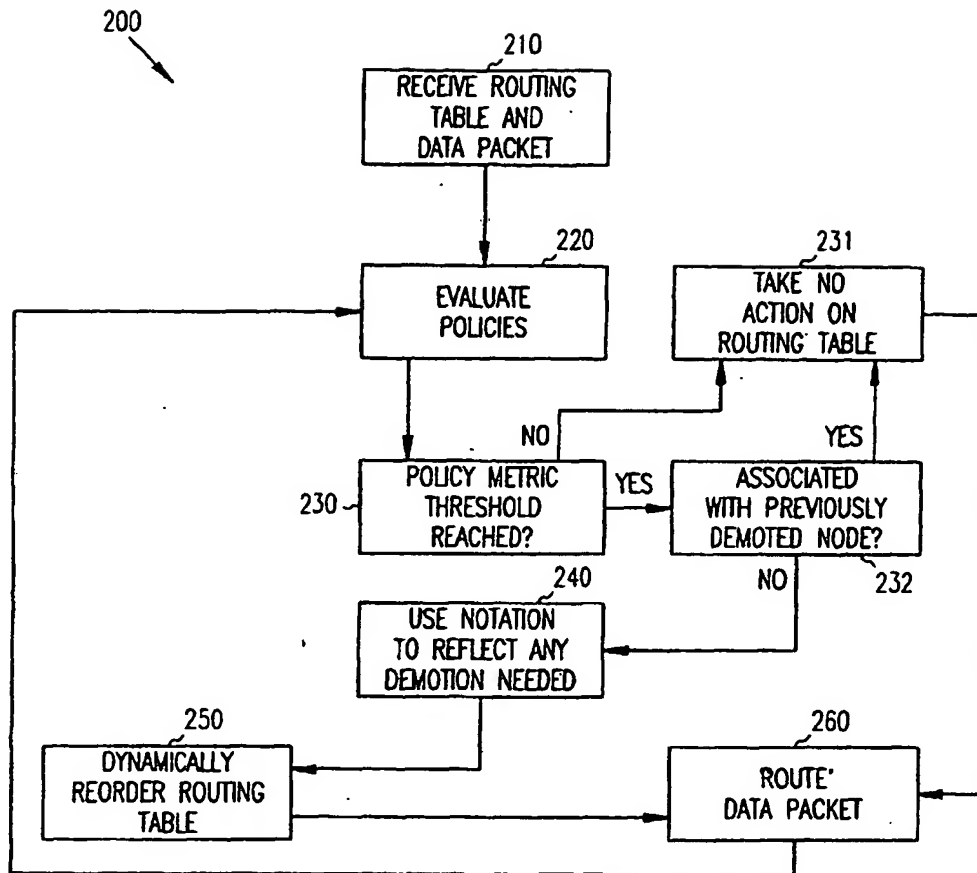 200
210
RECEIVE ROUTING
TABLE AND
DATA PACKET
220
EVALUATE
POLICIES
231
TAKE NO
ACTION ON
ROUTING TABLE
NO
YES
230
POLICY METRIC
THRESHOLD
REACHED?
YES
ASSOCIATED
WITH PREVIOUSLY
DEMOTED NODE?
232
NO
240
USE NOTATION
TO REFLECT ANY
DEMOTION NEEDED
250
DYNAMICALLY
REORDER ROUTING
TABLE
260
ROUTE
DATA PACKET